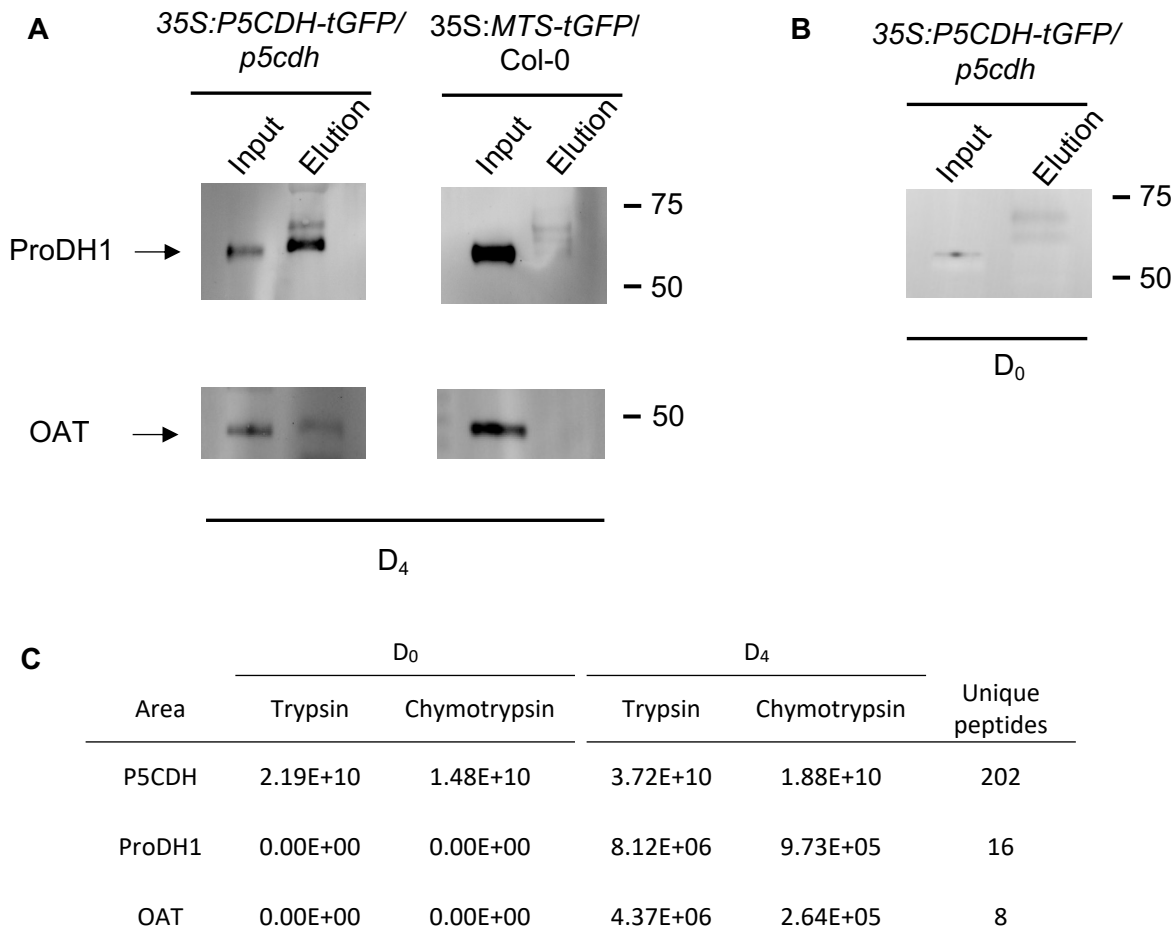 A
35S:P5CDH-tGFP/
p5cdh
35S:MTS-tGFP/
Col-0
B
35S:P5CDH-tGFP/
p5cdh
Input
Elution
Input
Elution
Input
Elution
ProDH1
75
50
75
50
D₀
OAT
50
D₄
C
D₀ D₄
Area Trypsin Chymotrypsin Trypsin Chymotrypsin Unique peptides
P5CDH 2.19E+10 1.48E+10 3.72E+10 1.88E+10 202
ProDH1 0.00E+00 0.00E+00 8.12E+06 9.73E+05 16
OAT 0.00E+00 0.00E+00 4.37E+06 2.64E+05 8